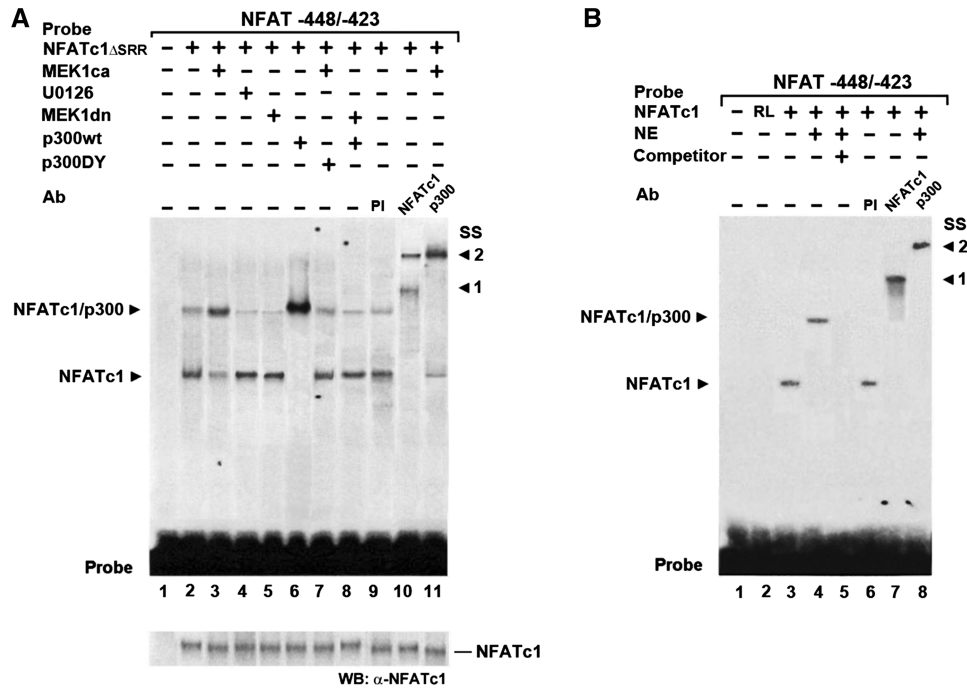 A
NFAT -448/-423
Probe
NFATc1ΔSRR − + + + + + + + + + +
MEK1ca − − + − − − + − − − +
U0126 − − − + − − − − − − −
MEK1dn − − − − + − − + − − −
p300wt − − − − − + − + − − −
p300DY − − − − − − + − − − −
Ab − − − − − − − − PI NFATc1 p300
SS
◄ 2
◄ 1
NFATc1/p300 ►
NFATc1 ►
Probe
1 2 3 4 5 6 7 8 9 10 11
— NFATc1
WB: α-NFATc1
B
NFAT -448/-423
Probe
NFATc1 − RL + + + + + +
NE − − − + + − − +
Competitor − − − − + − − −
Ab − − − − − PI NFATc1 p300
SS
◄ 2
◄ 1
NFATc1/p300 ►
NFATc1 ►
Probe
1 2 3 4 5 6 7 8